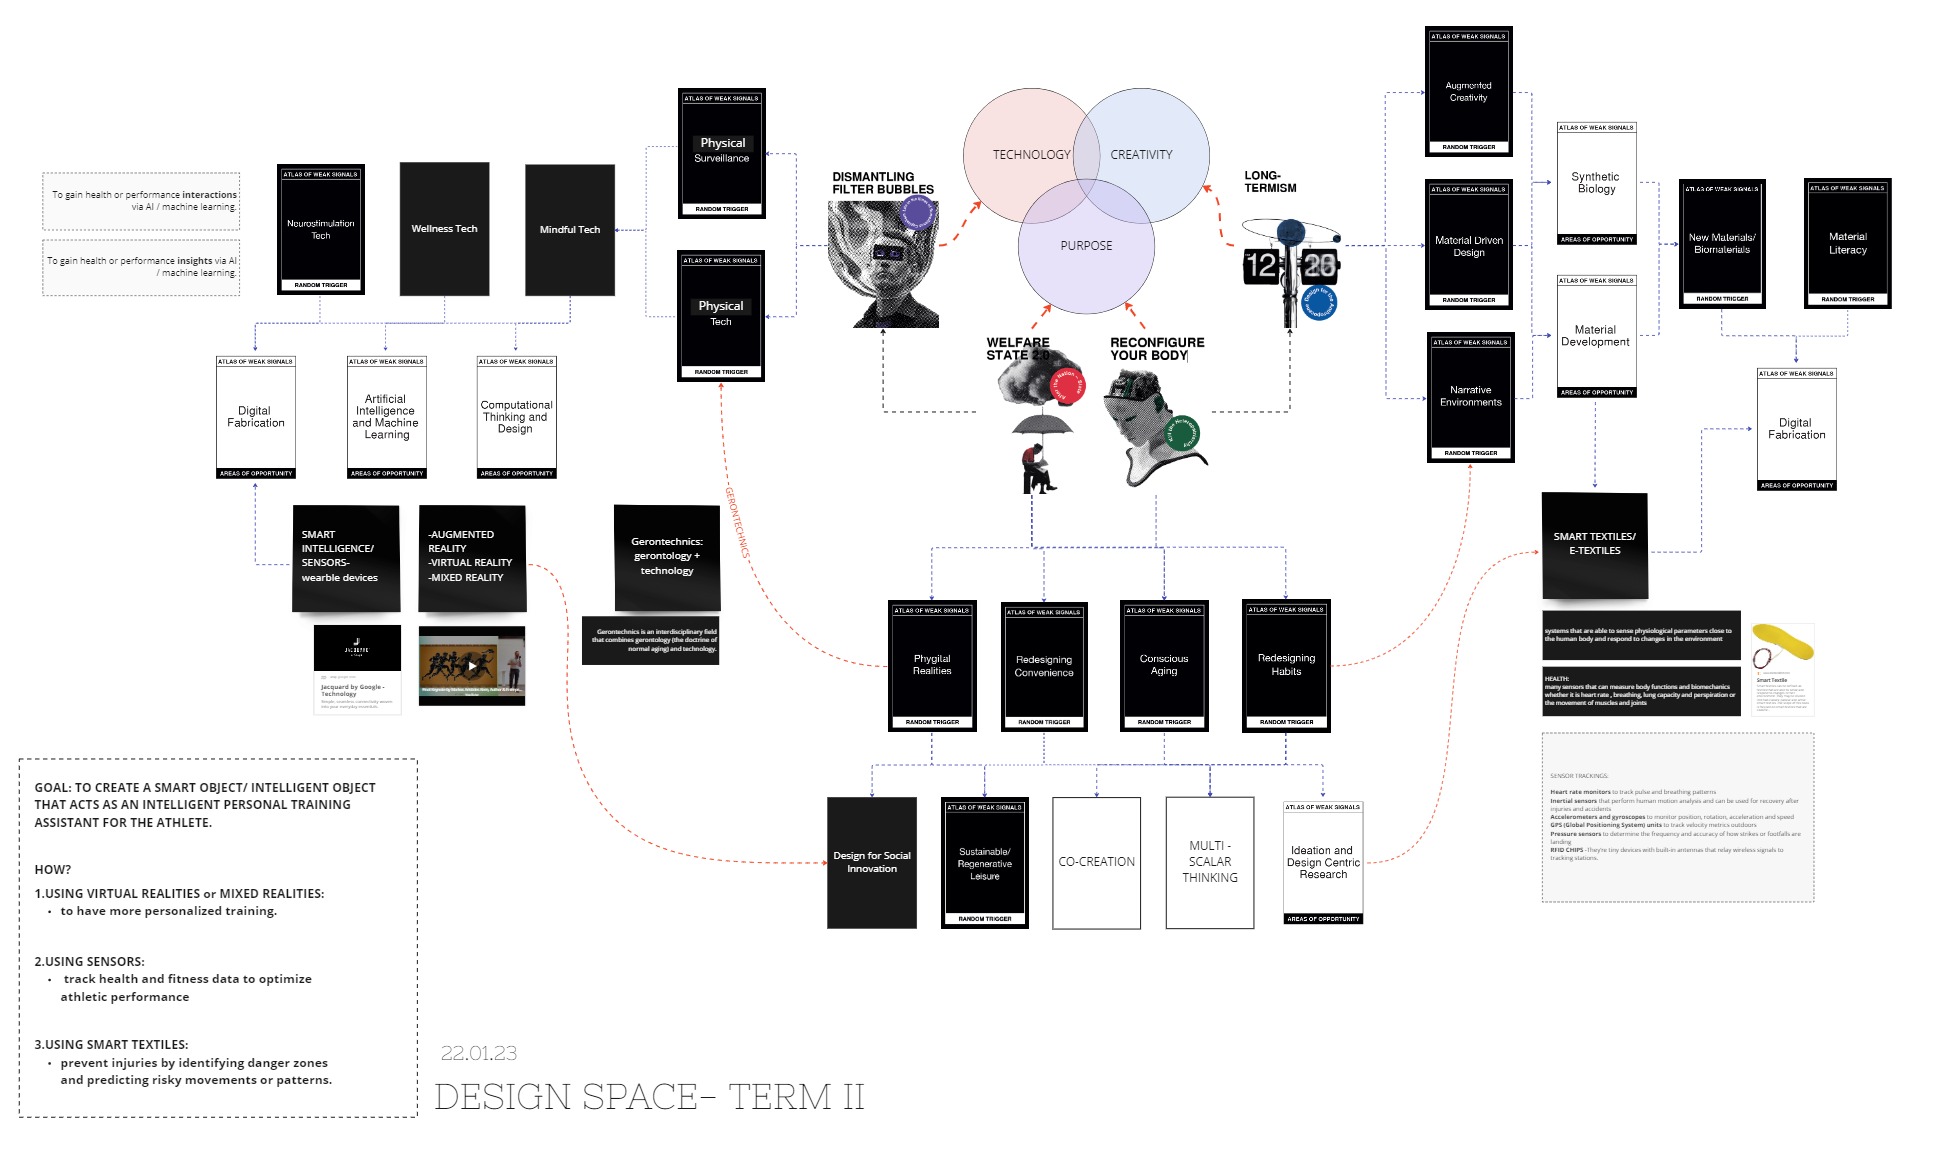 To gain health or performance interactions
via AI / machine learning.
To gain health or performance insights via AI
/ machine learning.
ATLAS OF WEAK SIGNALS
Neurostimulation
Tech
RANDOM TRIGGER
Wellness Tech
Mindful Tech
ATLAS OF WEAK SIGNALS
Physical
Surveillance
RANDOM TRIGGER
ATLAS OF WEAK SIGNALS
Physical
Tech
RANDOM TRIGGER
DISMANTLING
FILTER BUBBLES
TECHNOLOGY
CREATIVITY
PURPOSE
LONG-
TERMISM
12
WELFARE
STATE 2.0
RECONFIGURE
YOUR BODY
ATLAS OF WEAK SIGNALS
Augmented
Creativity
RANDOM TRIGGER
ATLAS OF WEAK SIGNALS
Material Driven
Design
RANDOM TRIGGER
ATLAS OF WEAK SIGNALS
Narrative
Environments
RANDOM TRIGGER
ATLAS OF WEAK SIGNALS
Synthetic
Biology
AREAS OF OPPORTUNITY
ATLAS OF WEAK SIGNALS
Material
Development
AREAS OF OPPORTUNITY
ATLAS OF WEAK SIGNALS
New Materials/
Biomaterials
RANDOM TRIGGER
ATLAS OF WEAK SIGNALS
Material
Literacy
RANDOM TRIGGER
ATLAS OF WEAK SIGNALS
Digital
Fabrication
AREAS OF OPPORTUNITY
ATLAS OF WEAK SIGNALS
Digital
Fabrication
AREAS OF OPPORTUNITY
ATLAS OF WEAK SIGNALS
Artificial
Intelligence
and Machine
Learning
AREAS OF OPPORTUNITY
ATLAS OF WEAK SIGNALS
Computational
Thinking and
Design
AREAS OF OPPORTUNITY
SMART
INTELLIGENCE/
SENSORS-
wearble devices
-AUGMENTED
REALITY
-VIRTUAL REALITY
-MIXED REALITY
Gerontechnics:
gerontology +
technology
GERONTECHNICS
Gerontechnics is an interdisciplinary field
that combines gerontology (the doctrine of
normal aging) and technology.
JACQUARD
Jacquard by Google -
Technology
SMART TEXTILES/
E-TEXTILES
systems that are able to sense physiological parameters close to
the human body and respond to changes in the environment
HEALTH:
many sensors that can measure body functions and biomechanics
whether it is heart rate , breathing, lung capacity and perspiration or
the movement of muscles and joints
Smart Textile
SENSOR TRACKINGS:
Heart rate monitors to track pulse and breathing patterns
Inertial sensors that perform human motion analysis and can be used for recovery after
injuries and accidents
Accelerometers and gyroscopes to monitor position, rotation, acceleration and speed
GPS (Global Positioning System) units to track velocity metrics outdoors
Pressure sensors to determine the frequency and accuracy of how strikes or footfalls are
landing
RFID CHIPS -They're tiny devices with built-in antennas that relay wireless signals to
tracking stations.
ATLAS OF WEAK SIGNALS
Phygital
Realities
RANDOM TRIGGER
ATLAS OF WEAK SIGNALS
Redesigning
Convenience
RANDOM TRIGGER
ATLAS OF WEAK SIGNALS
Conscious
Aging
RANDOM TRIGGER
ATLAS OF WEAK SIGNALS
Redesigning
Habits
RANDOM TRIGGER
Design for Social
Innovation
ATLAS OF WEAK SIGNALS
Sustainable/
Regenerative
Leisure
RANDOM TRIGGER
CO-CREATION
MULTI -
SCALAR
THINKING
ATLAS OF WEAK SIGNALS
Ideation and
Design Centric
Research
AREAS OF OPPORTUNITY
GOAL: TO CREATE A SMART OBJECT/ INTELLIGENT OBJECT
THAT ACTS AS AN INTELLIGENT PERSONAL TRAINING
ASSISTANT FOR THE ATHLETE.
HOW?
1.USING VIRTUAL REALITIES or MIXED REALITIES:
• to have more personalized training.
2.USING SENSORS:
• track health and fitness data to optimize
athletic performance
3.USING SMART TEXTILES:
• prevent injuries by identifying danger zones
and predicting risky movements or patterns.
22.01.23
DESIGN SPACE- TERM II